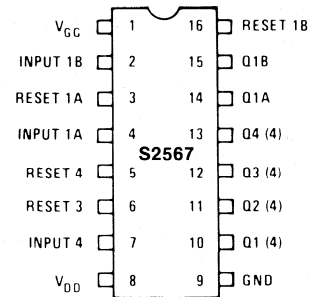 V_GG 1 16 RESET 1B
INPUT 1B 2 15 Q1B
RESET 1A 3 14 Q1A
INPUT 1A 4 13 Q4 (4)
S2567
RESET 4 5 12 Q3 (4)
RESET 3 6 11 Q2 (4)
INPUT 4 7 10 Q1 (4)
V_DD 8 9 GND